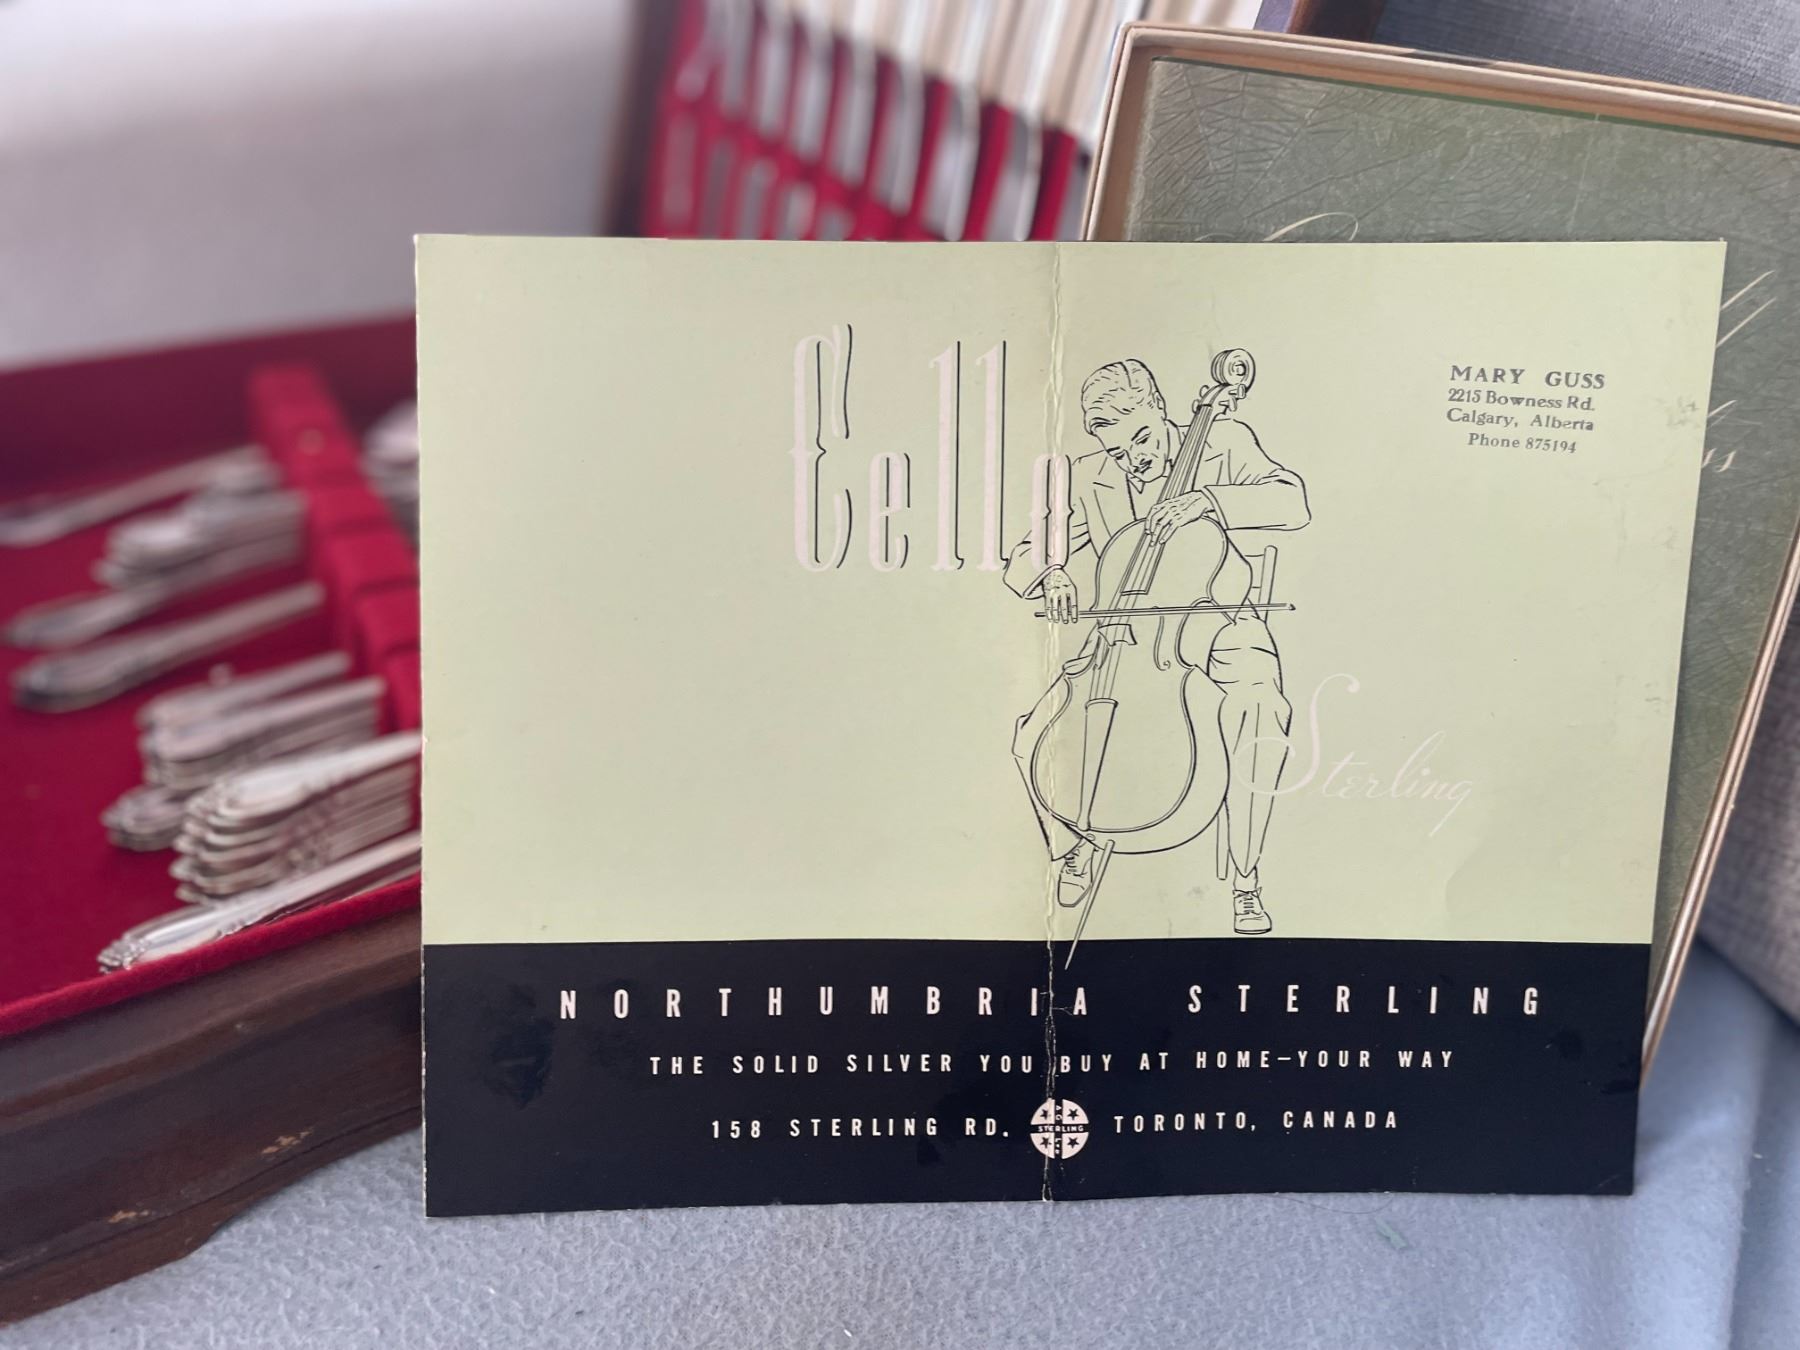 Cello
MARY GUSS
2215 Bowness Rd.
Calgary, Alberta
Phone 875194
Sterling
NORTHUMBRIA STERLING
THE SOLID SILVER YOU BUY AT HOME—YOUR WAY
158 STERLING RD. STERLING TORONTO, CANADA